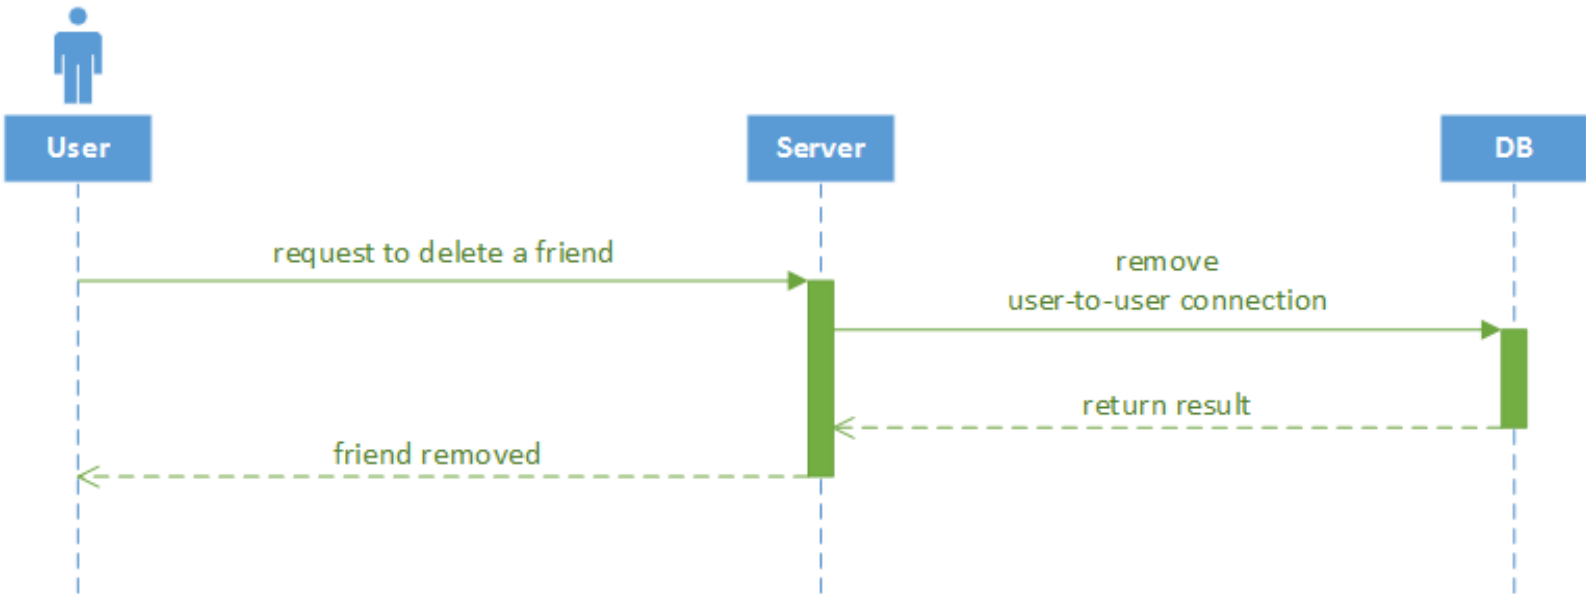 User
Server
DB
request to delete a friend
remove
user-to-user connection
return result
friend removed